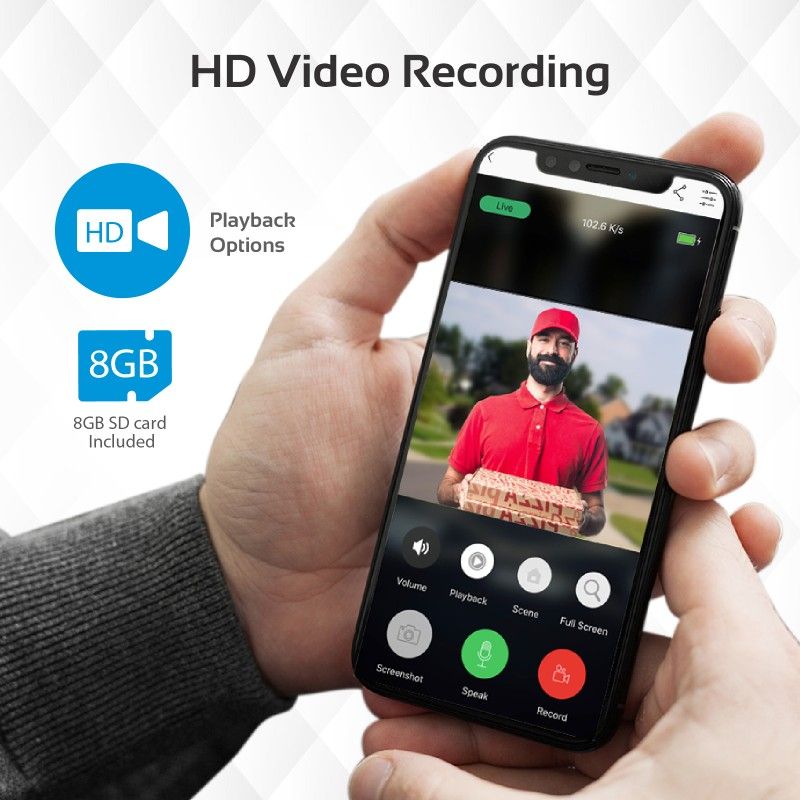 HD Video Recording
HD
Playback
Options
8GB
8GB SD card
Included
Live
102.6 K/s
Volume
Playback
Scene
Full Screen
Screenshot
Speak
Record